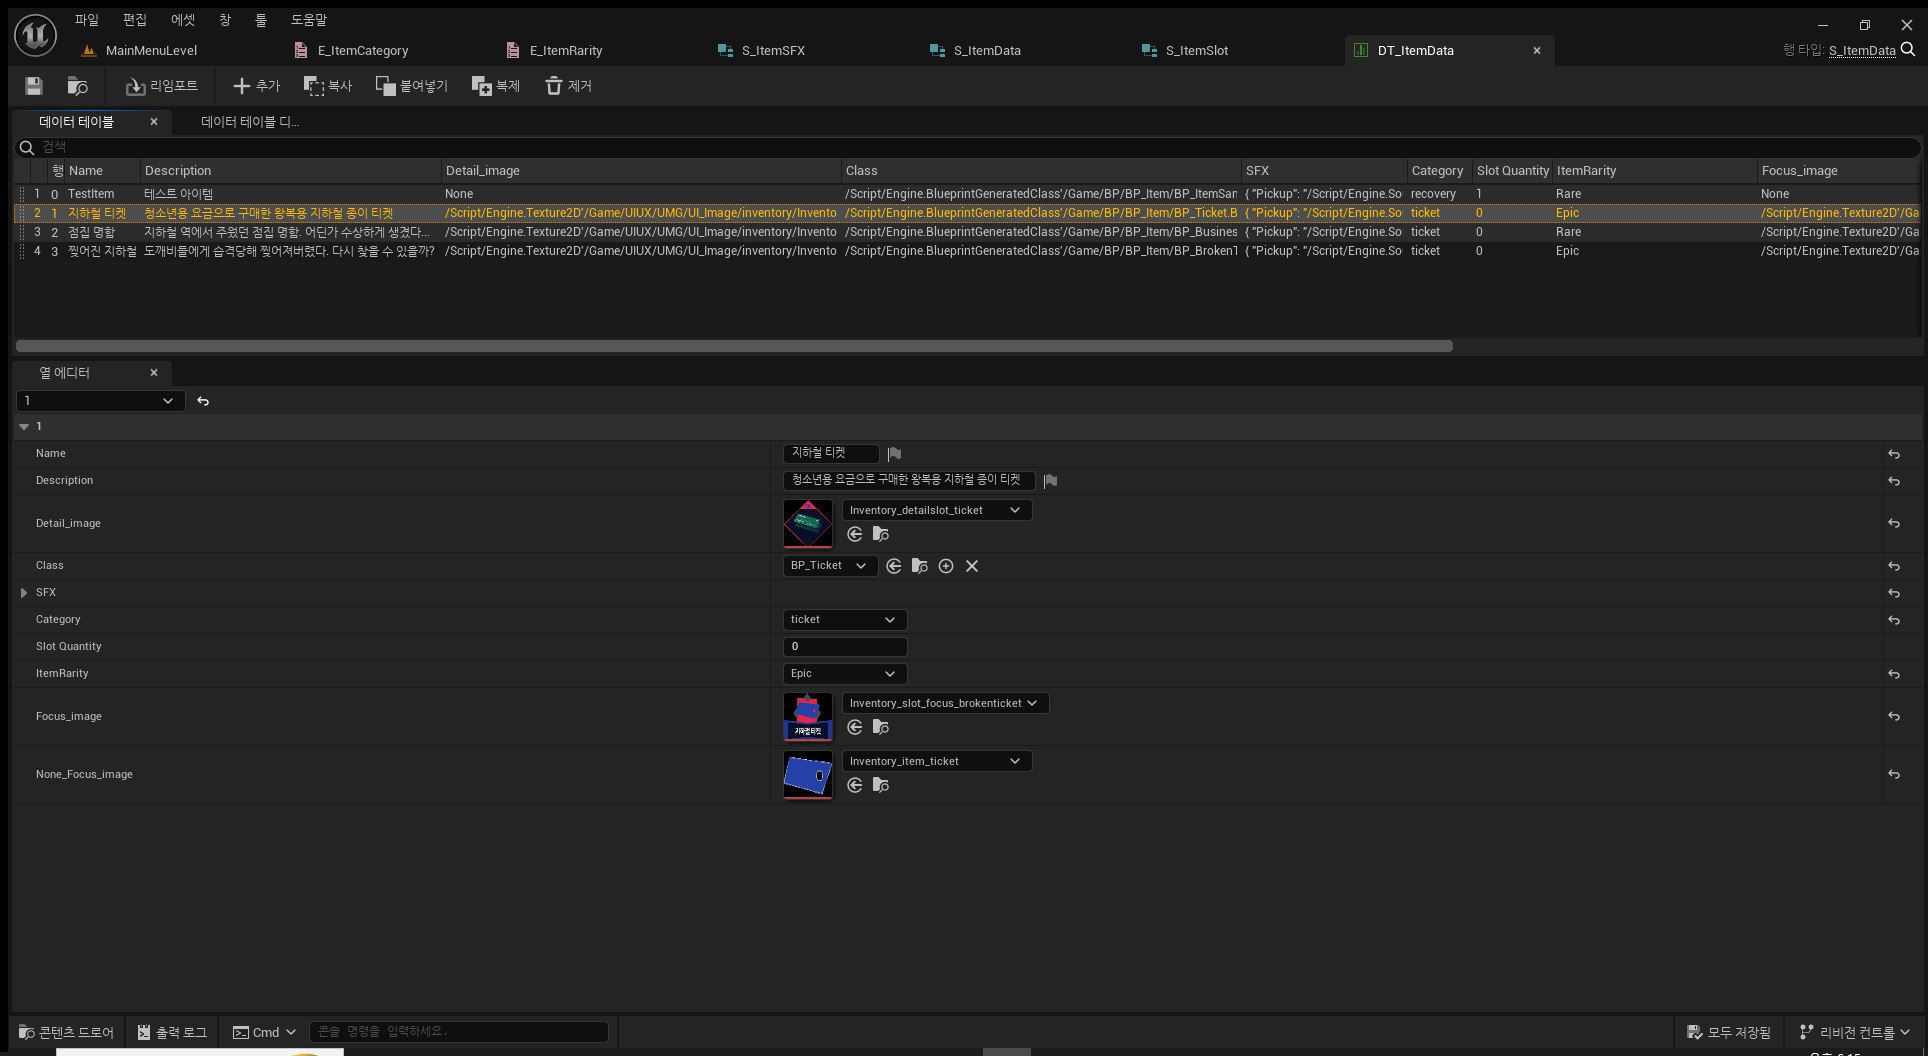 파일 편집 에셋 창 툴 도움말
MainMenuLevel E_ItemCategory E_ItemRarity S_ItemSFX S_ItemData S_ItemSlot DT_ItemData 행 타입: S_ItemData
리임포트 추가 복사 붙여넣기 복제 제거
데이터 테이블 데이터 테이블 디...
검색
행 Name Description Detail_image Class SFX Category Slot Quantity ItemRarity Focus_image
1 0 TestItem 테스트 아이템 None /Script/Engine.BlueprintGeneratedClass'/Game/BP/BP_Item/BP_ItemSan { "Pickup": "/Script/Engine.So recovery 1 Rare None
2 1 지하철 티켓 청소년용 요금으로 구매한 왕복용 지하철 종이 티켓 /Script/Engine.Texture2D'/Game/UIUX/UMG/UI_Image/inventory/Invento /Script/Engine.BlueprintGeneratedClass'/Game/BP/BP_Item/BP_Ticket.B { "Pickup": "/Script/Engine.So ticket 0 Epic /Script/Engine.Texture2D'/Ga
3 2 점집 명함 지하철 역에서 주웠던 점집 명함. 어딘가 수상하게 생겼다... /Script/Engine.Texture2D'/Game/UIUX/UMG/UI_Image/inventory/Invento /Script/Engine.BlueprintGeneratedClass'/Game/BP/BP_Item/BP_Busines { "Pickup": "/Script/Engine.So ticket 0 Rare /Script/Engine.Texture2D'/Ga
4 3 찢어진 지하철 도깨비들에게 습격당해 찢어져버렸다. 다시 찾을 수 있을까? /Script/Engine.Texture2D'/Game/UIUX/UMG/UI_Image/inventory/Invento /Script/Engine.BlueprintGeneratedClass'/Game/BP/BP_Item/BP_BrokenT { "Pickup": "/Script/Engine.So ticket 0 Epic /Script/Engine.Texture2D'/Ga
열 에디터
1
1
Name 지하철 티켓
Description 청소년용 요금으로 구매한 왕복용 지하철 종이 티켓
Detail_image Inventory_detailslot_ticket
Class BP_Ticket
SFX
Category ticket
Slot Quantity 0
ItemRarity Epic
Focus_image 지하철티켓 Inventory_slot_focus_brokenticket
None_Focus_image Inventory_item_ticket
콘텐츠 드로어 출력 로그 Cmd 콘솔 명령을 입력하세요. 모두 저장됨 리비전 컨트롤